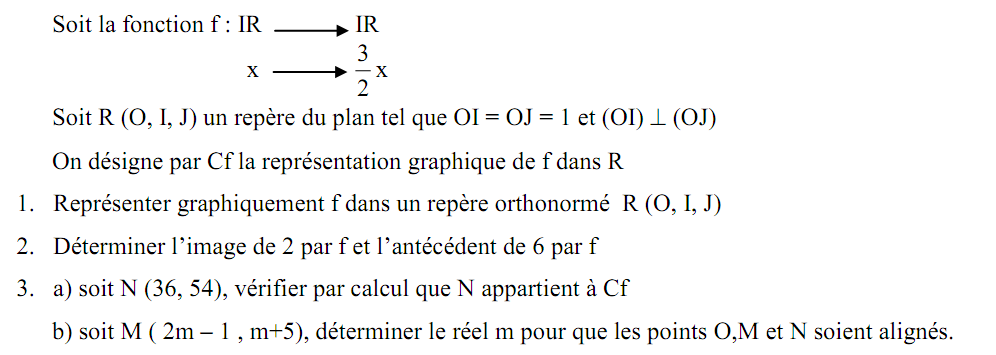 Soit la fonction f : IR ⟶ IR
x ⟶ 3/2 x
Soit R (O, I, J) un repère du plan tel que OI = OJ = 1 et (OI) ⊥ (OJ)
On désigne par Cf la représentation graphique de f dans R
1. Représenter graphiquement f dans un repère orthonormé R (O, I, J)
2. Déterminer l’image de 2 par f et l’antécédent de 6 par f
3. a) soit N (36, 54), vérifier par calcul que N appartient à Cf
b) soit M ( 2m – 1 , m+5), déterminer le réel m pour que les points O,M et N soient alignés.